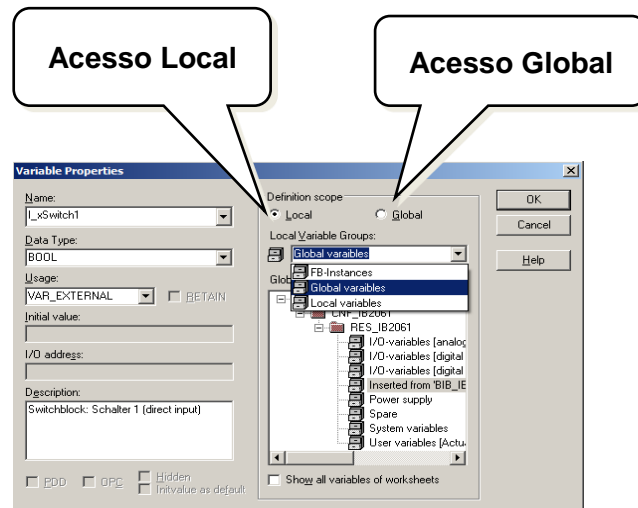 Acesso Local
Acesso Global
Variable Properties
Name:
I_xSwitch1
Data Type:
BOOL
Usage:
VAR_EXTERNAL
RETAIN
Initial value:
I/O address:
Description:
Switchblock: Schalter 1 (direct input)
PDD
OPC
Hidden
Initvalue as default
Definition scope
Local
Global
Local Variable Groups:
Global varaibles
FB-Instances
Global varaibles
Local variables
Glob
CNF_IB2061
RES_IB2061
I/O-variables [analog
I/O-variables [digital
I/O-variables [digital
Inserted from 'BIB_IE
Power supply
Spare
System variables
User variables [Actu
Show all variables of worksheets
OK
Cancel
Help